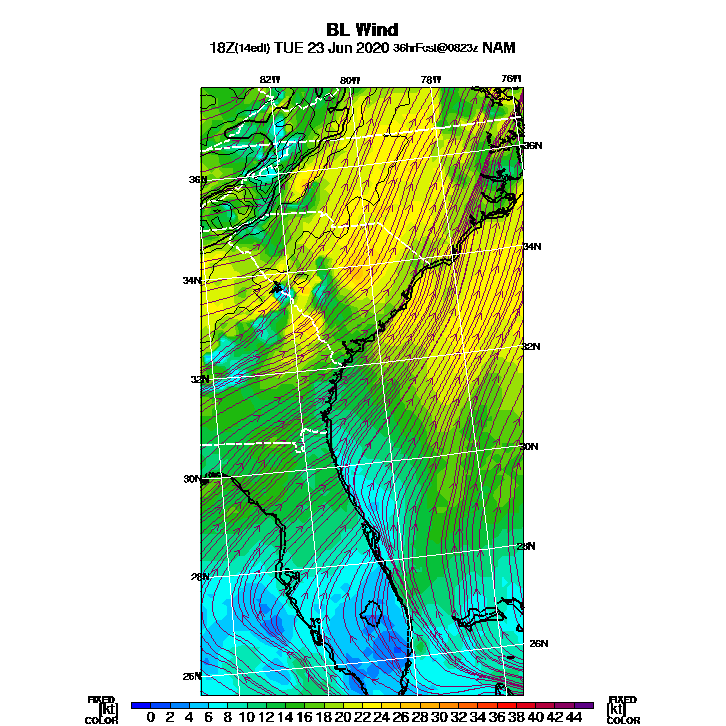 BL Wind
18Z(14edt) TUE 23 Jun 2020 36hrFcst@0823z NAM
82W 80W 78W 76W
36N 36N
34N 34N
32N 32N
30N 30N
28N 28N
26N 26N
FIXED FIXED
[kt] 0 2 4 6 8 10 12 14 16 18 20 22 24 26 28 30 32 34 36 38 40 42 44 [kt]
COLOR COLOR